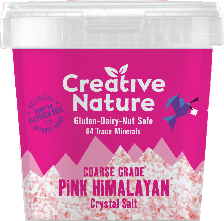 Creative
Nature
Gluten-Dairy-Nut Safe
84 Trace Minerals
COARSE GRADE
PINK HIMALAYAN
Crystal Salt